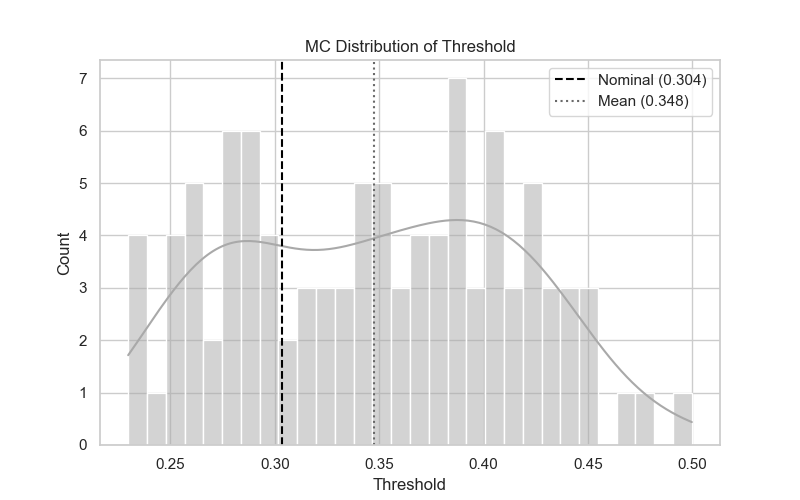 MC Distribution of Threshold
Nominal (0.304)
Mean (0.348)
7
6
5
4
3
2
1
0
Count
0.25 0.30 0.35 0.40 0.45 0.50
Threshold